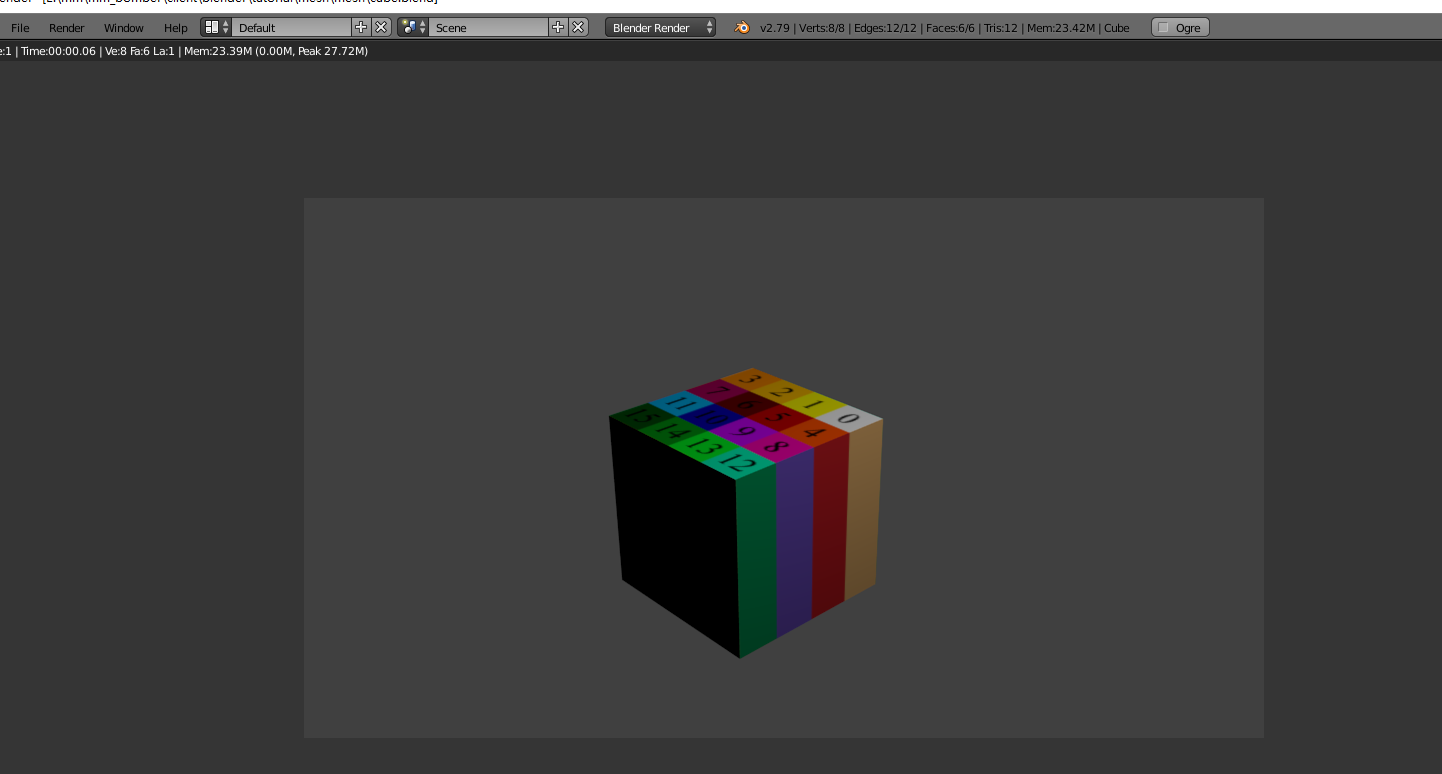 File Render Window Help Default Scene Blender Render v2.79 | Verts:8/8 | Edges:12/12 | Faces:6/6 | Tris:12 | Mem:23.42M | Cube Ogre
:1 | Time:00:00.06 | Ve:8 Fa:6 La:1 | Mem:23.39M (0.00M, Peak 27.72M)
3
7 2
11 6 1
15 10 5 0
14 9 4
13 8
12